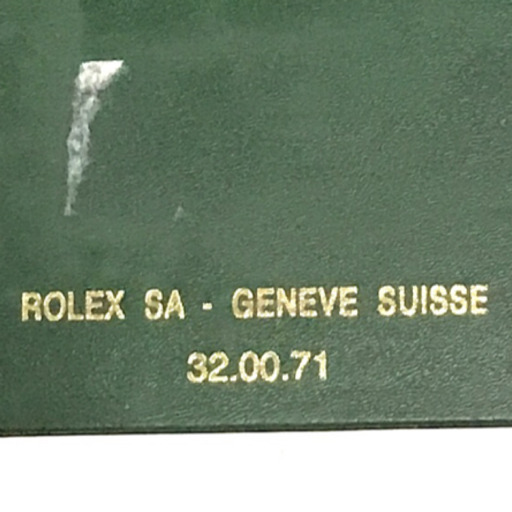 ROLEX SA - GENEVE SUISSE
32.00.71